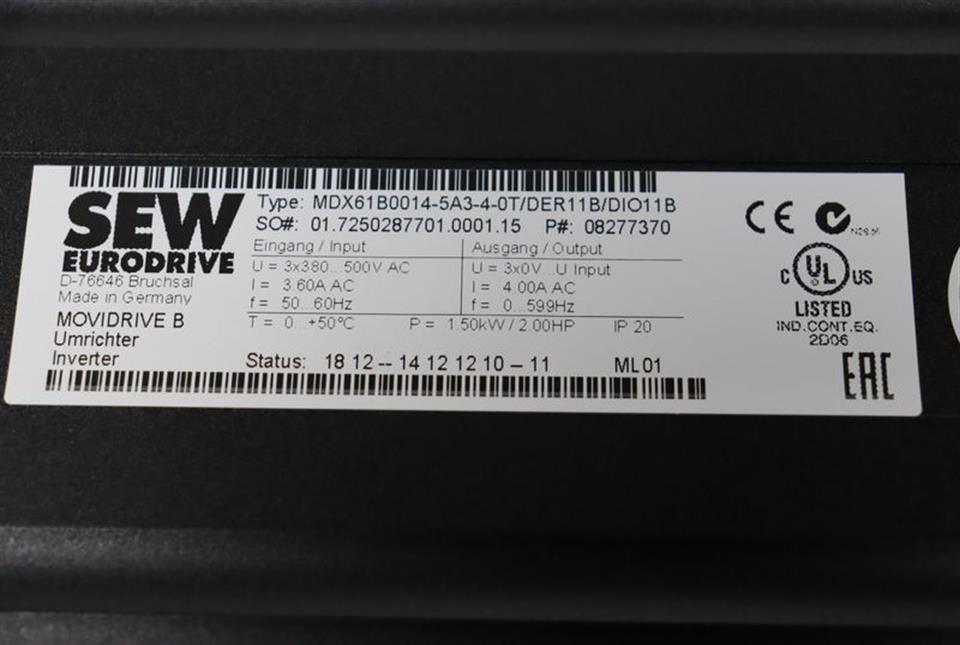 SEW
EURODRIVE
D-76646 Bruchsal
Made in Germany
MOVIDRIVE B
Umrichter
Inverter
Type: MDX61B0014-5A3-4-0T/DER11B/DIO11B
SO#: 01.7250287701.0001.15 P#: 08277370
Eingang / Input
U = 3x380...500V AC
I = 3.60A AC
f = 50...60Hz
Ausgang / Output
U = 3x0V...U Input
I = 4.00A AC
f = 0...599Hz
T = 0...+50°C P = 1.50kW / 2.00HP IP 20
Status: 18 12 -- 14 12 12 10 – 11 ML 01
CE
C UL US
LISTED
IND.CONT.EQ.
2D06
EAC